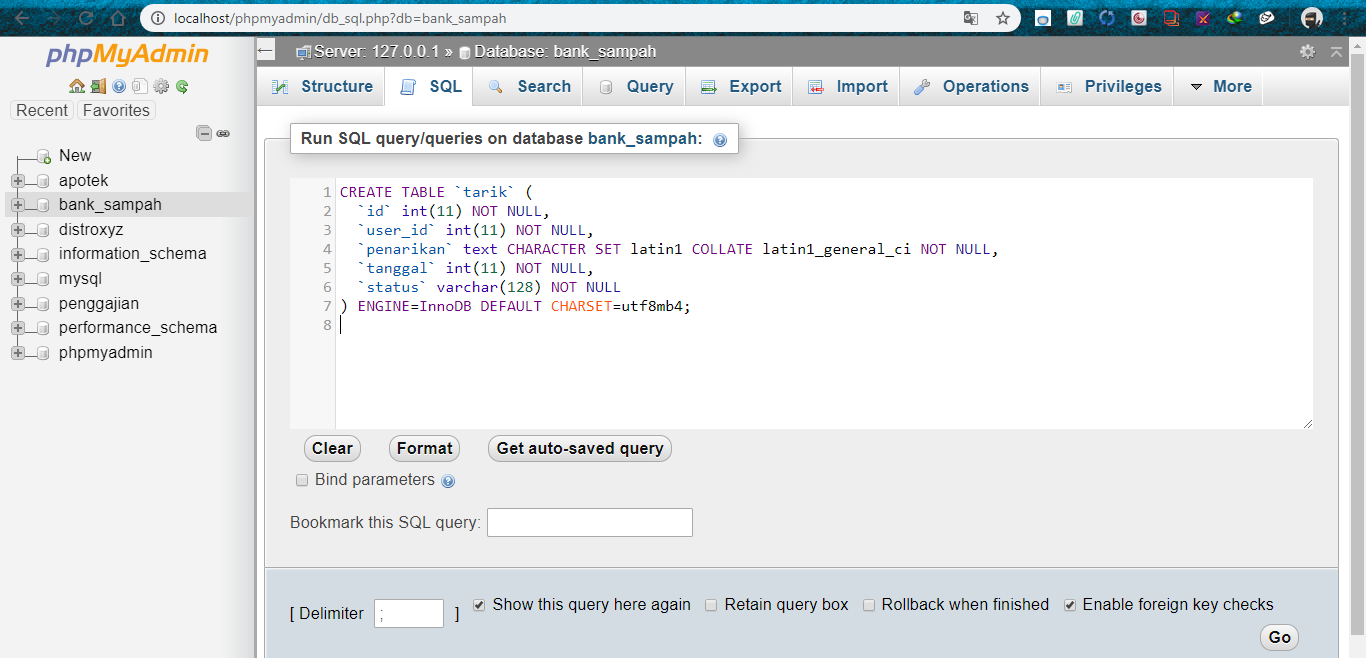 localhost/phpmyadmin/db_sql.php?db=bank_sampah
phpMyAdmin
Recent Favorites
New
apotek
bank_sampah
distroxyz
information_schema
mysql
penggajian
performance_schema
phpmyadmin
Server: 127.0.0.1 » Database: bank_sampah
Structure SQL Search Query Export Import Operations Privileges More
Run SQL query/queries on database bank_sampah:
1 CREATE TABLE `tarik` (
2 `id` int(11) NOT NULL,
3 `user_id` int(11) NOT NULL,
4 `penarikan` text CHARACTER SET latin1 COLLATE latin1_general_ci NOT NULL,
5 `tanggal` int(11) NOT NULL,
6 `status` varchar(128) NOT NULL
7 ) ENGINE=InnoDB DEFAULT CHARSET=utf8mb4;
8
Clear Format Get auto-saved query
Bind parameters
Bookmark this SQL query:
[ Delimiter ; ] Show this query here again Retain query box Rollback when finished Enable foreign key checks
Go